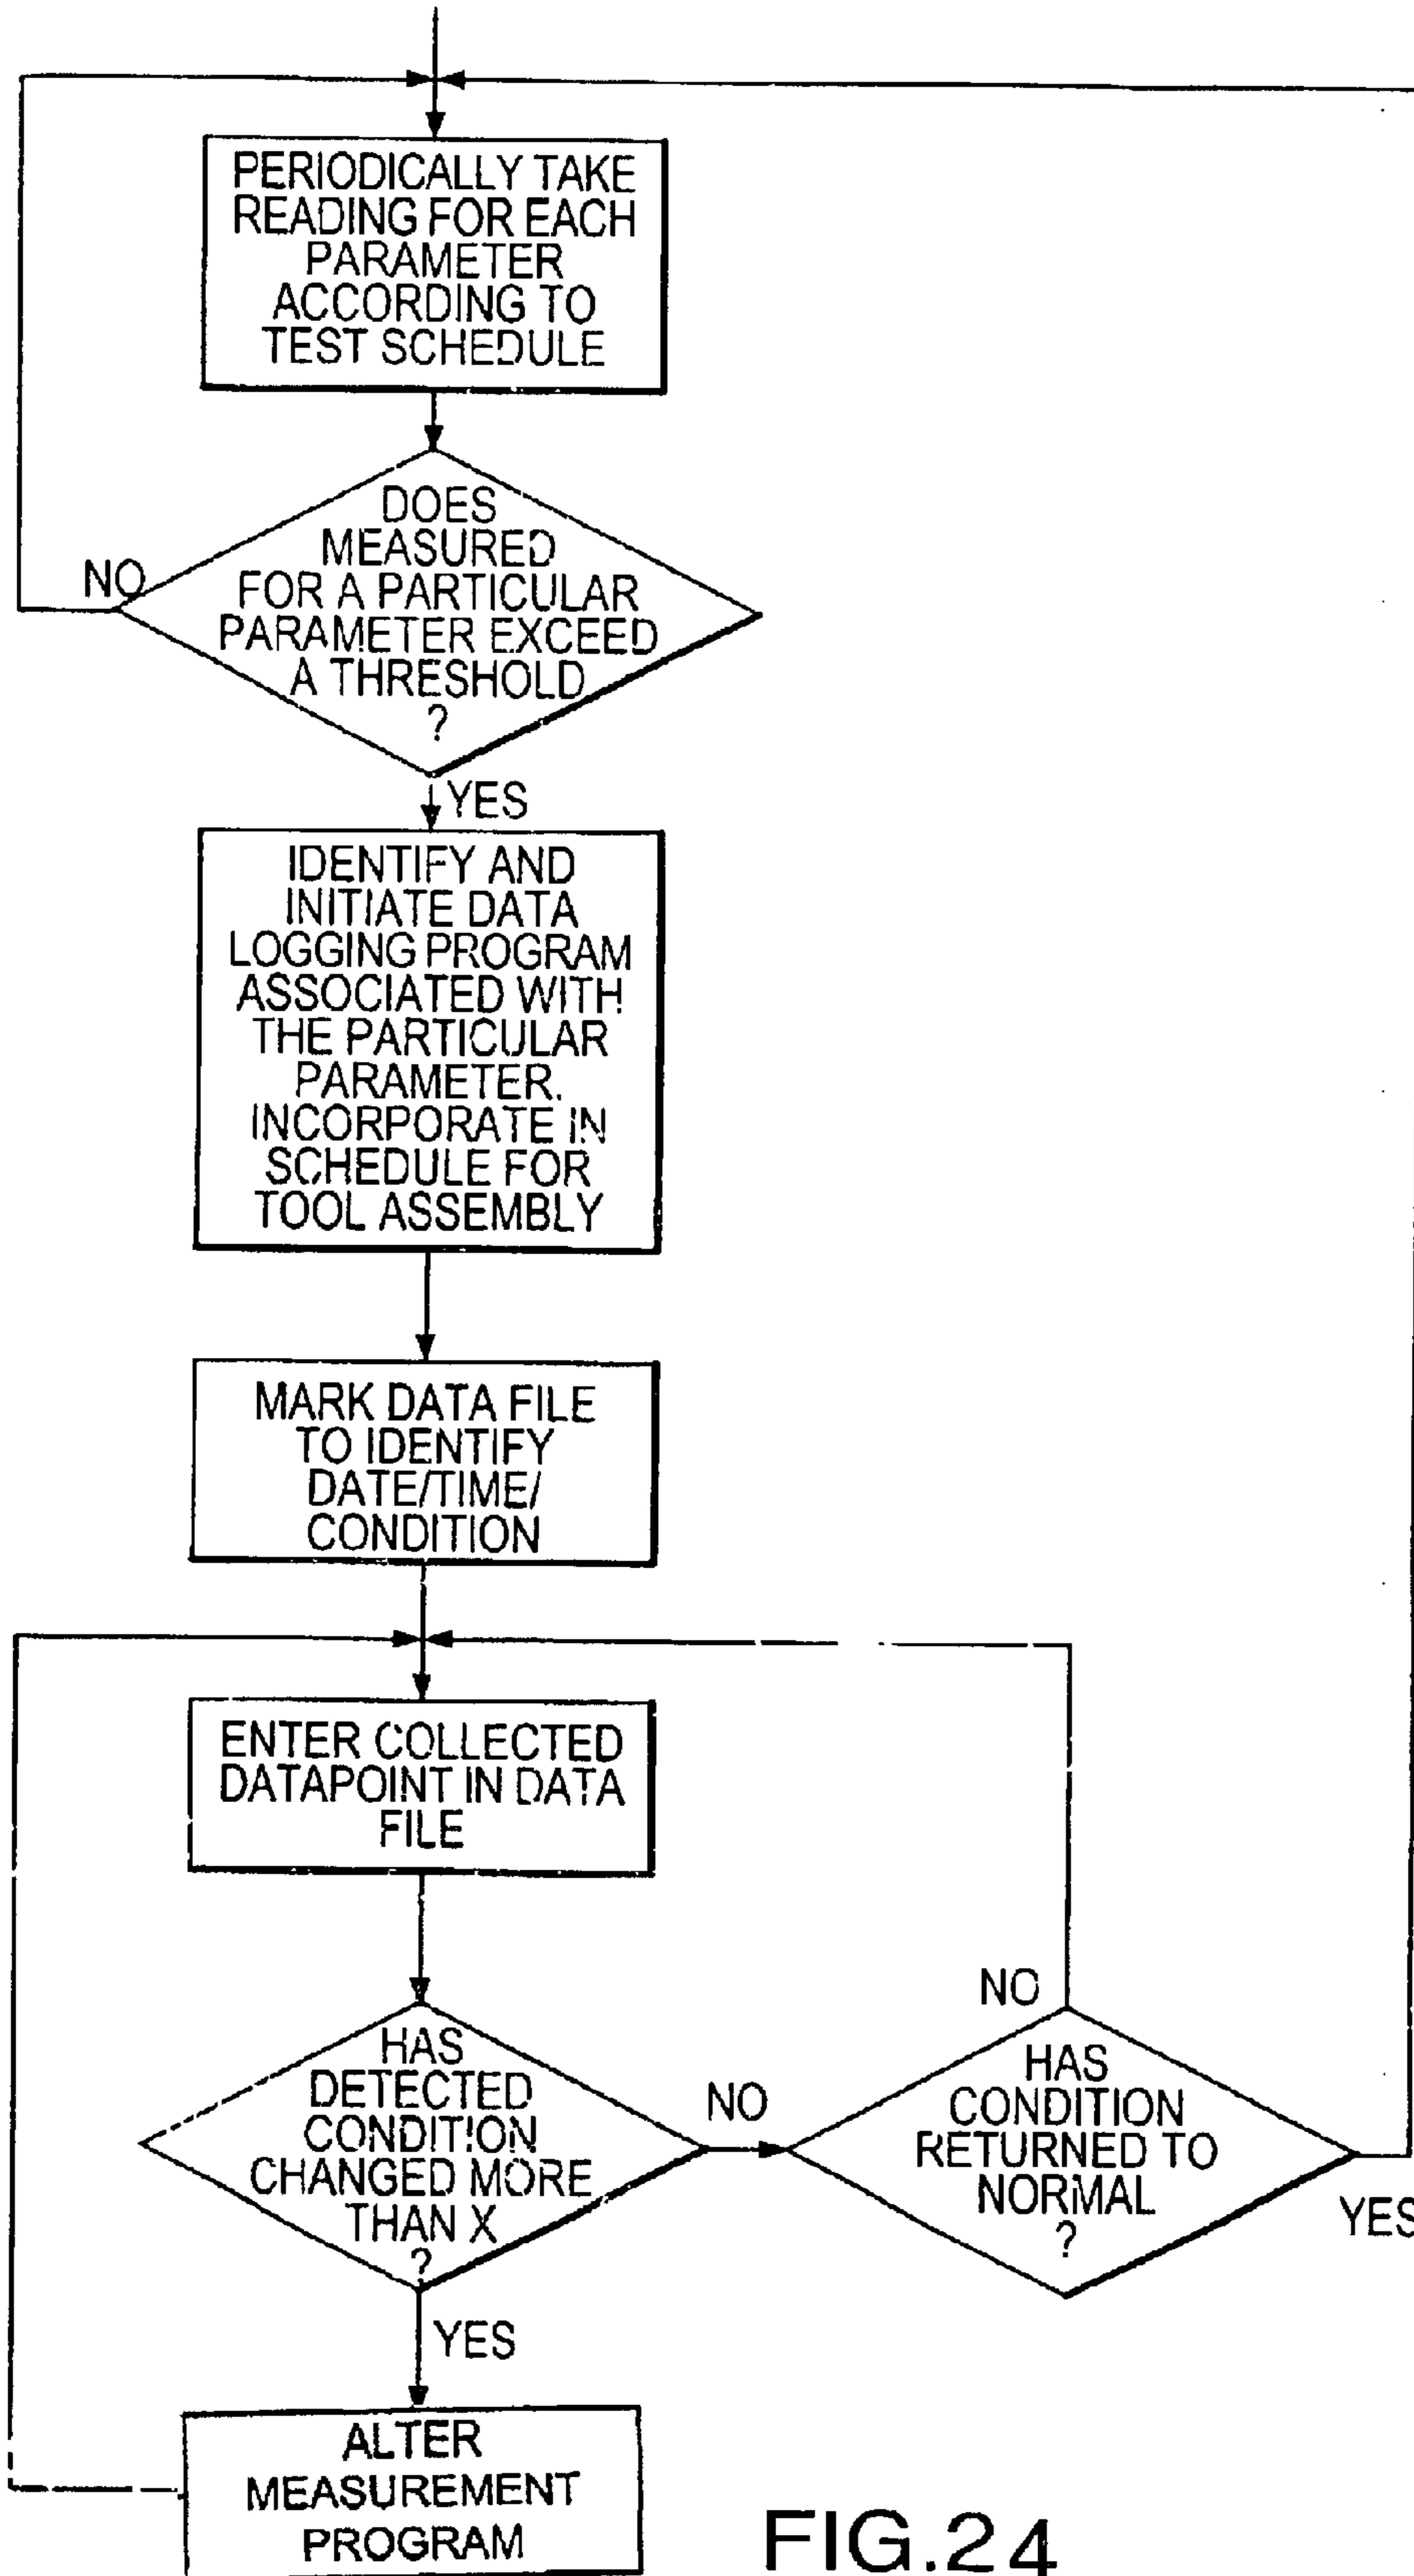 PERIODICALLY TAKE
READING FOR EACH
PARAMETER
ACCORDING TO
TEST SCHEDULE
DOES
MEASURED
FOR A PARTICULAR
PARAMETER EXCEED
A THRESHOLD
?
NO
YES
IDENTIFY AND
INITIATE DATA
LOGGING PROGRAM
ASSOCIATED WITH
THE PARTICULAR
PARAMETER.
INCORPORATE IN
SCHEDULE FOR
TOOL ASSEMBLY
MARK DATA FILE
TO IDENTIFY
DATE/TIME/
CONDITION
ENTER COLLECTED
DATAPOINT IN DATA
FILE
HAS
DETECTED
CONDITION
CHANGED MORE
THAN X
?
NO
NO
HAS
CONDITION
RETURNED TO
NORMAL
?
YES
YES
ALTER
MEASUREMENT
PROGRAM
FIG.24